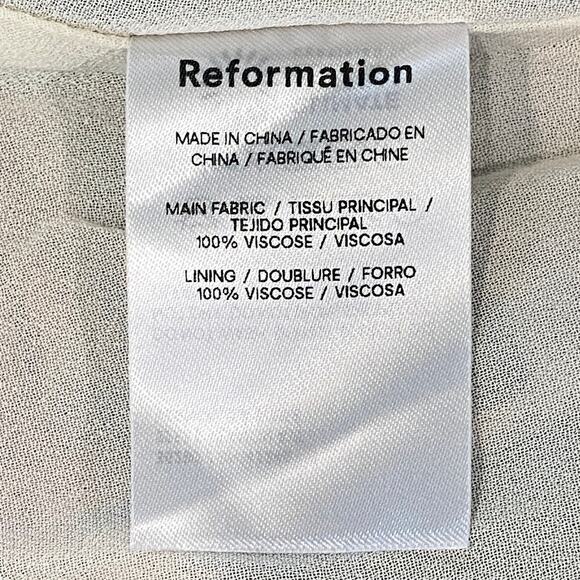 Reformation
MADE IN CHINA / FABRICADO EN
CHINA / FABRIQUÉ EN CHINE
MAIN FABRIC / TISSU PRINCIPAL /
TEJIDO PRINCIPAL
100% VISCOSE / VISCOSA
LINING / DOUBLURE / FORRO
100% VISCOSE / VISCOSA